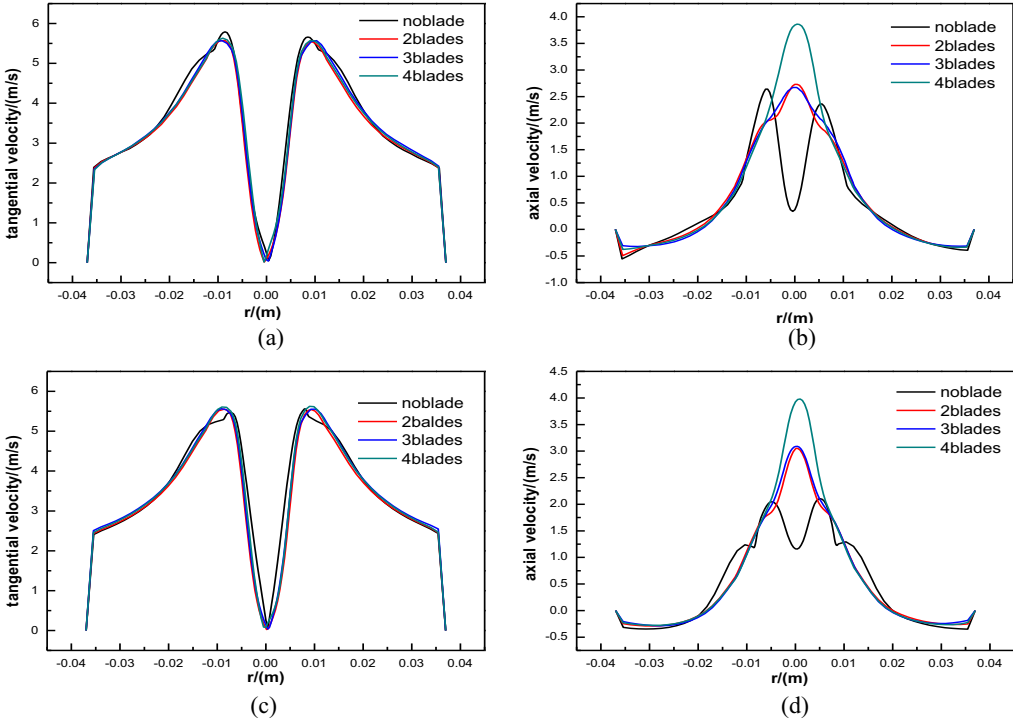 tangential velocity/(m/s)
6
5
4
3
2
1
0
noblade
2blades
3blades
4blades
-0.04 -0.03 -0.02 -0.01 0.00 0.01 0.02 0.03 0.04
r/(m)
(a)
axial velocity/(m/s)
4.0
3.5
3.0
2.5
2.0
1.5
1.0
0.5
0.0
-0.5
-1.0
noblade
2blades
3blades
4blades
-0.04 -0.03 -0.02 -0.01 0.00 0.01 0.02 0.03 0.04
r/(m)
(b)
tangential velocity/(m/s)
6
5
4
3
2
1
0
noblade
2baldes
3blades
4blades
-0.04 -0.03 -0.02 -0.01 0.00 0.01 0.02 0.03 0.04
r/(m)
(c)
axial velocity/(m/s)
4.5
4.0
3.5
3.0
2.5
2.0
1.5
1.0
0.5
0.0
-0.5
noblade
2blades
3blades
4blades
-0.04 -0.03 -0.02 -0.01 0.00 0.01 0.02 0.03 0.04
r/(m)
(d)